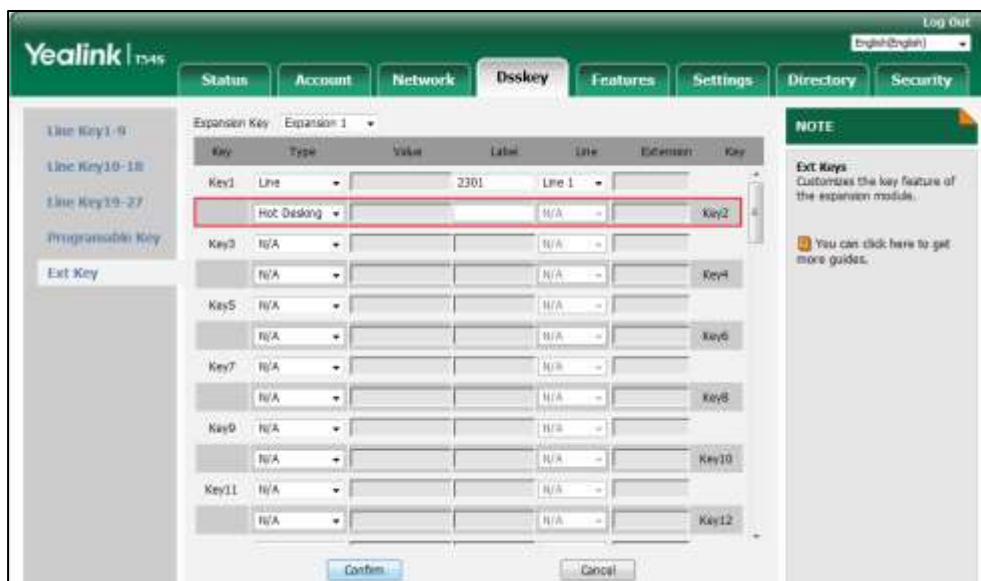 Log Out
Yealink | T54S
English(English)
Status Account Network Dsskey Features Settings Directory Security
Line Key1-9
Line Key10-18
Line Key19-27
Programable Key
Ext Key
Expansion Key Expansion 1
Key Type Value Label Line Extension Key
Key1 Line 2301 Line 1
Hot Desking N/A Key2
Key3 N/A N/A
N/A N/A Key4
Key5 N/A N/A
N/A N/A Key6
Key7 N/A N/A
N/A N/A Key8
Key9 N/A N/A
N/A N/A Key10
Key11 N/A N/A
N/A N/A Key12
Confirm Cancel
NOTE
Ext Keys
Customizes the key feature of
the expansion module.
You can click here to get
more guides.